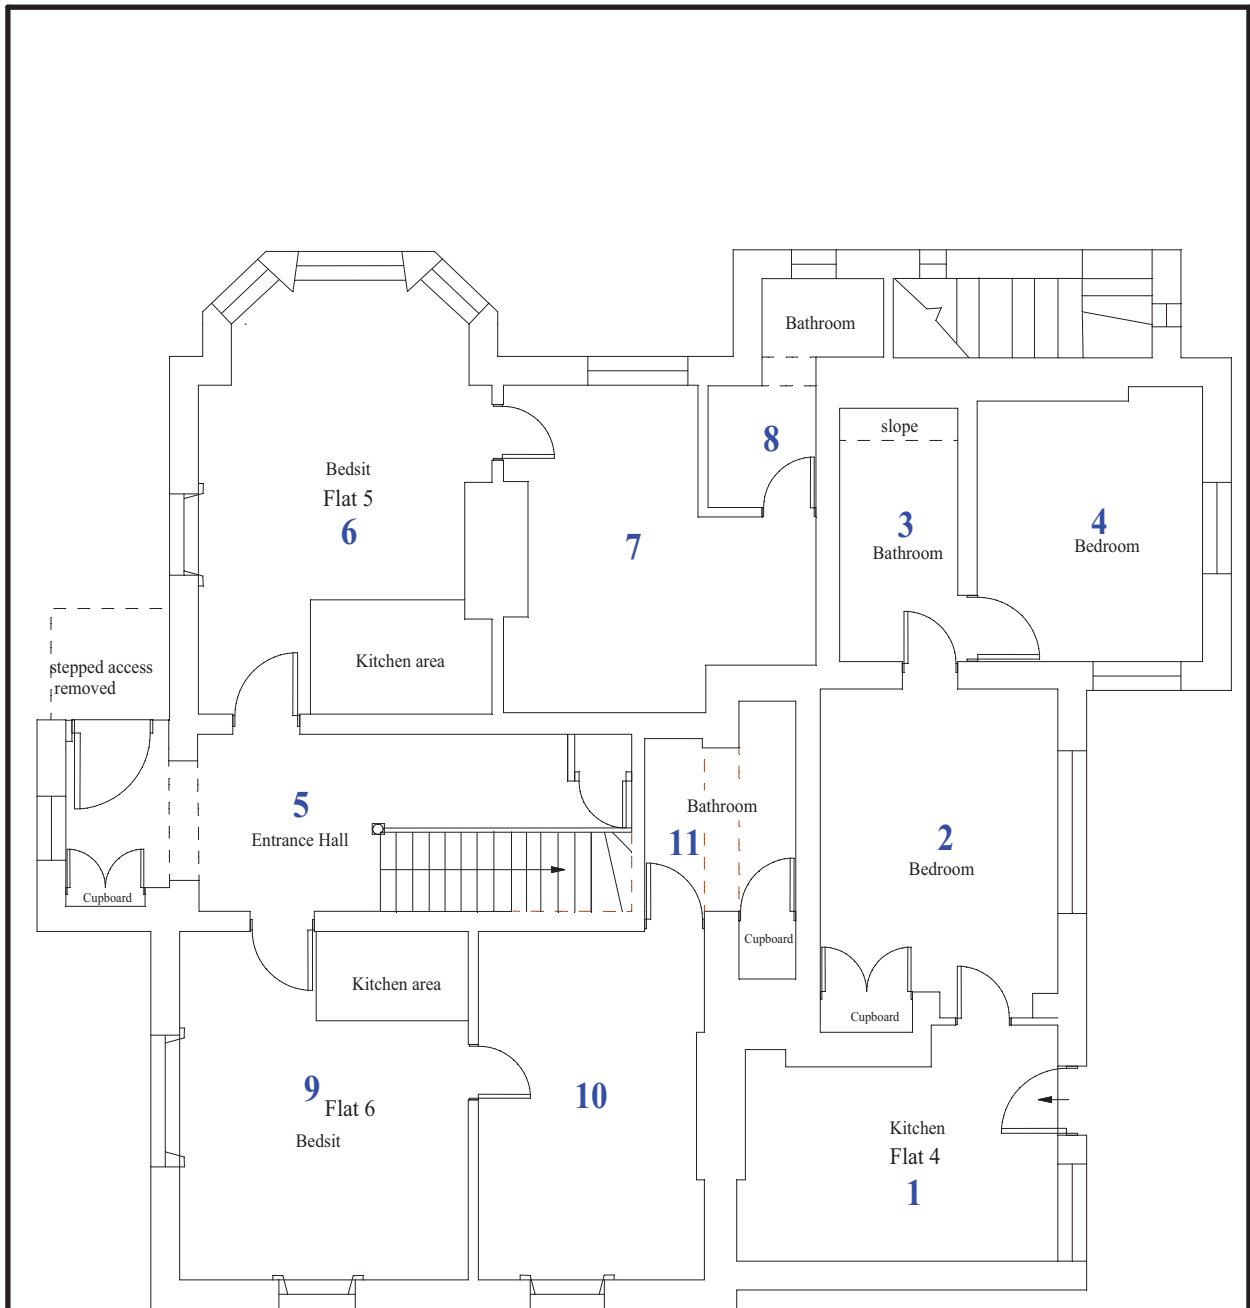 Bathroom
slope
8
Bedsit
Flat 5
6
7
3
Bathroom
4
Bedroom
Kitchen area
stepped access
removed
5
Entrance Hall
Bathroom
11
2
Bedroom
Cupboard
Cupboard
Kitchen area
Cupboard
9
Flat 6
Bedsit
10
Kitchen
Flat 4
1